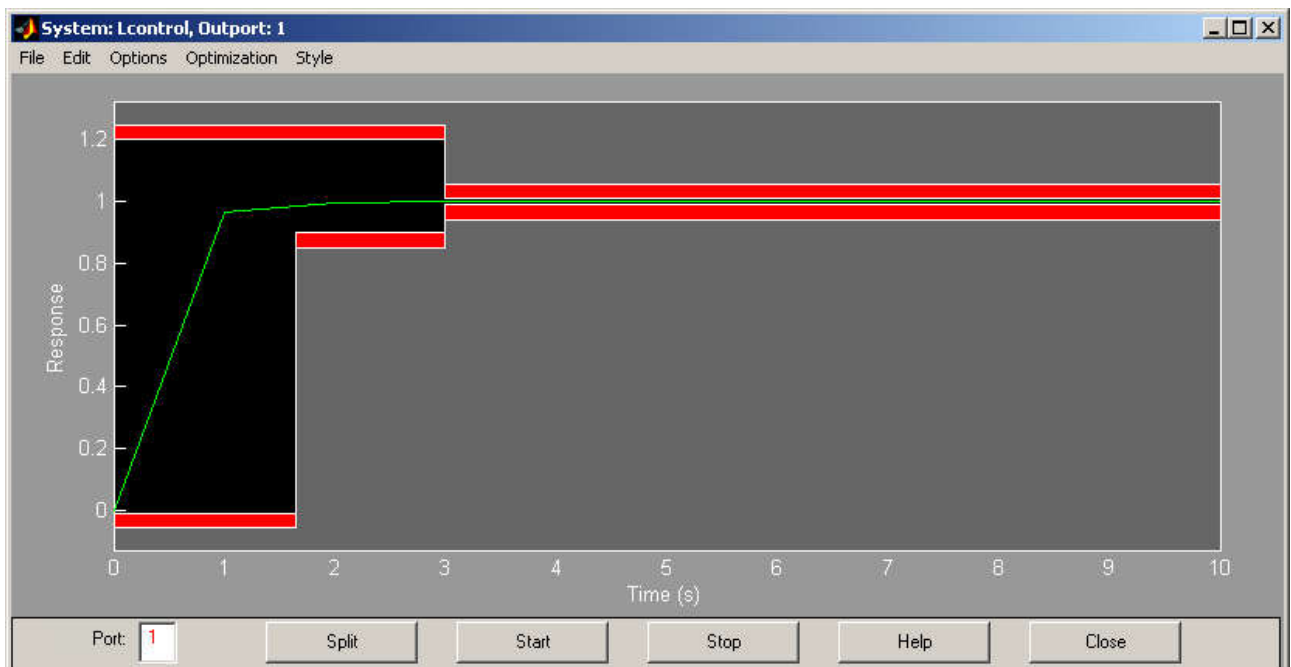 System: Lcontrol, Outport: 1
File Edit Options Optimization Style
1.2
1
0.8
0.6
0.4
0.2
0
Response
0 1 2 3 4 5 6 7 8 9 10
Time (s)
Port: 1 Split Start Stop Help Close